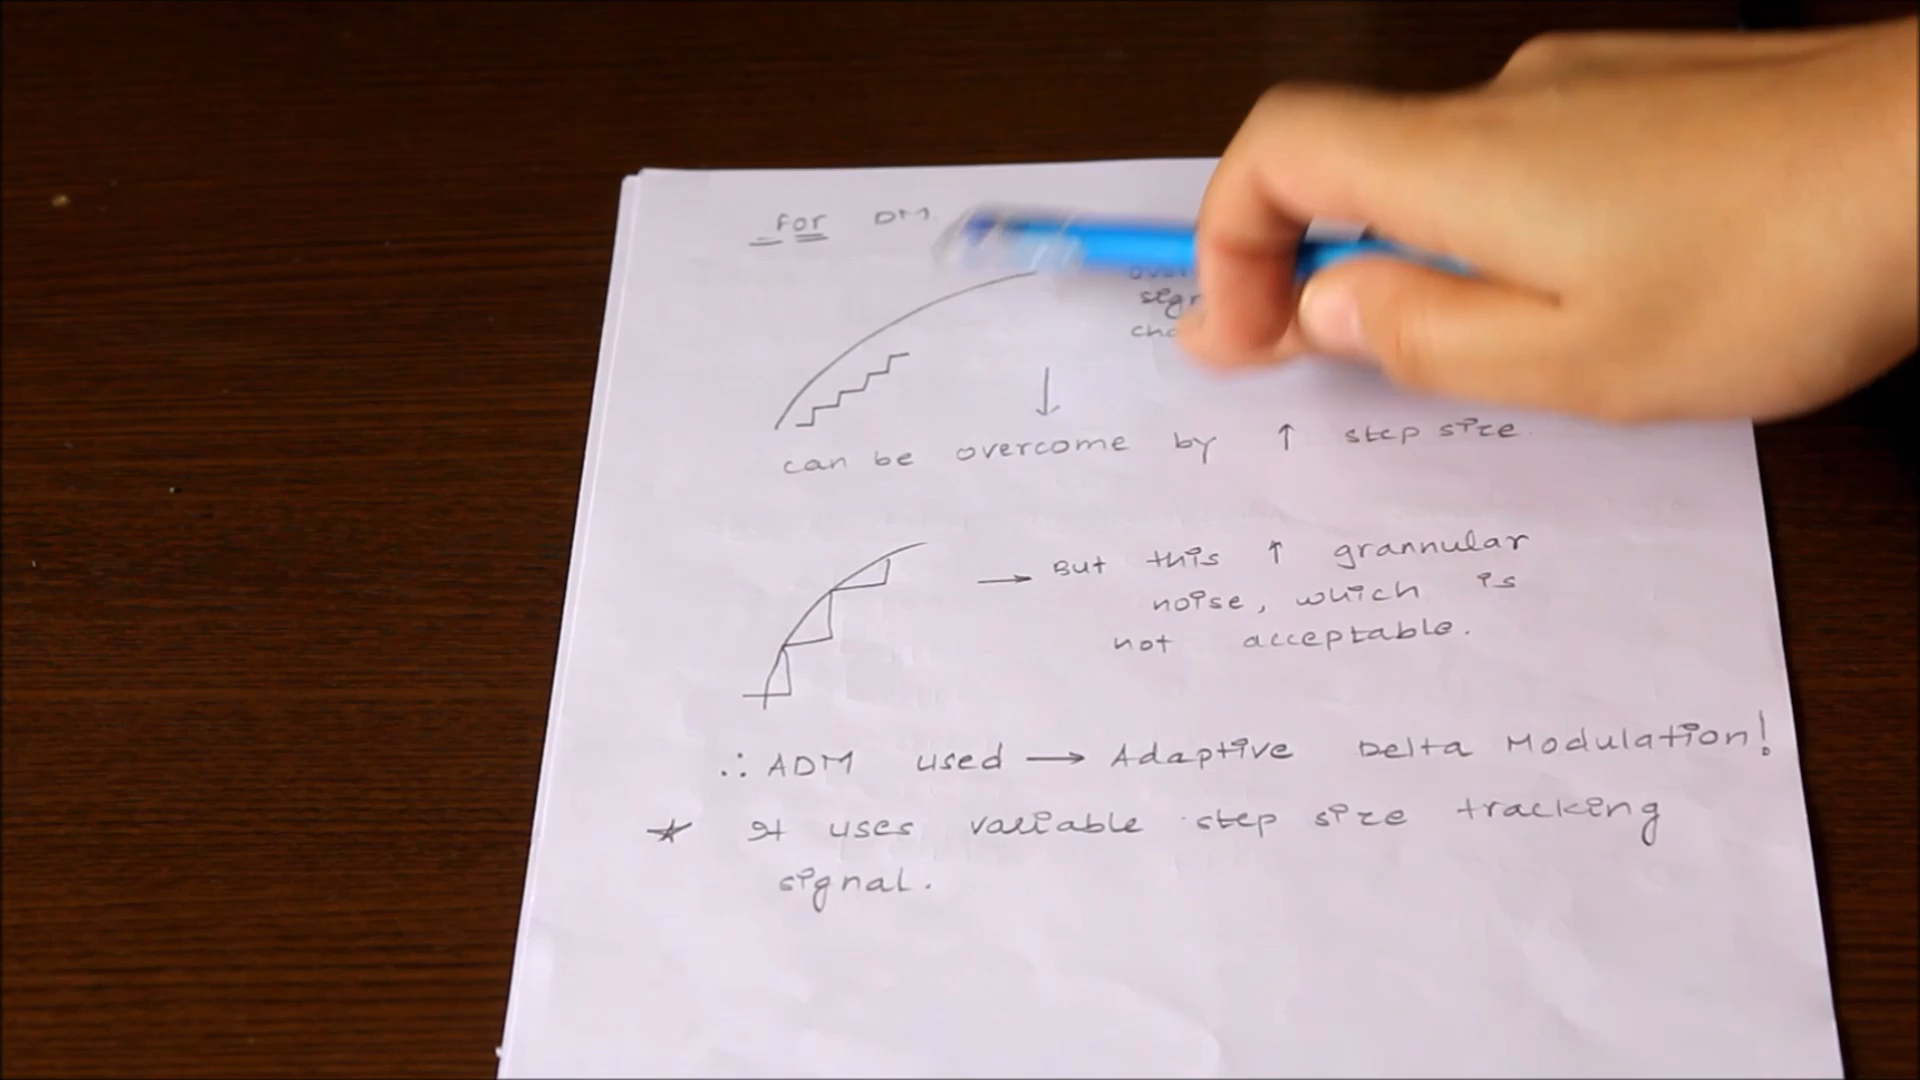 For DM.
can be overcome by ↑ step size.
→ But this ↑ grannular
noise, which is
not acceptable.
∴ ADM used → Adaptive Delta Modulation!
★ It uses variable step size tracking
signal.